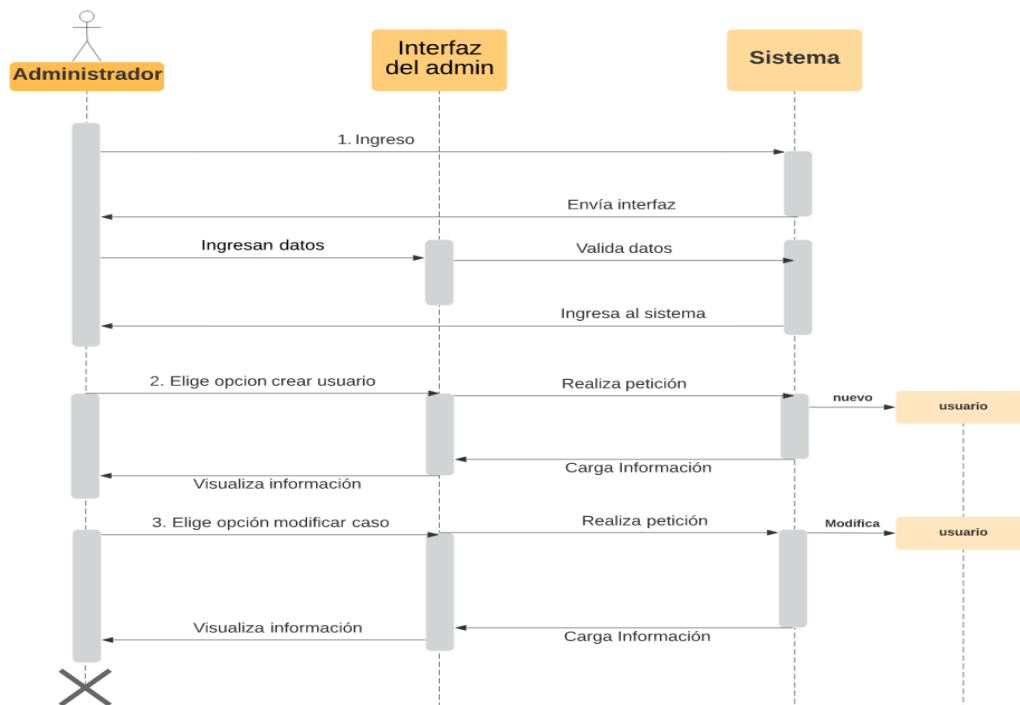 Administrador
Interfaz
del admin
Sistema
1. Ingreso
Envía interfaz
Ingresan datos
Valida datos
Ingresa al sistema
2. Elige opcion crear usuario
Realiza petición
nuevo
usuario
Carga Información
Visualiza información
3. Elige opción modificar caso
Realiza petición
Modifica
usuario
Visualiza información
Carga Información